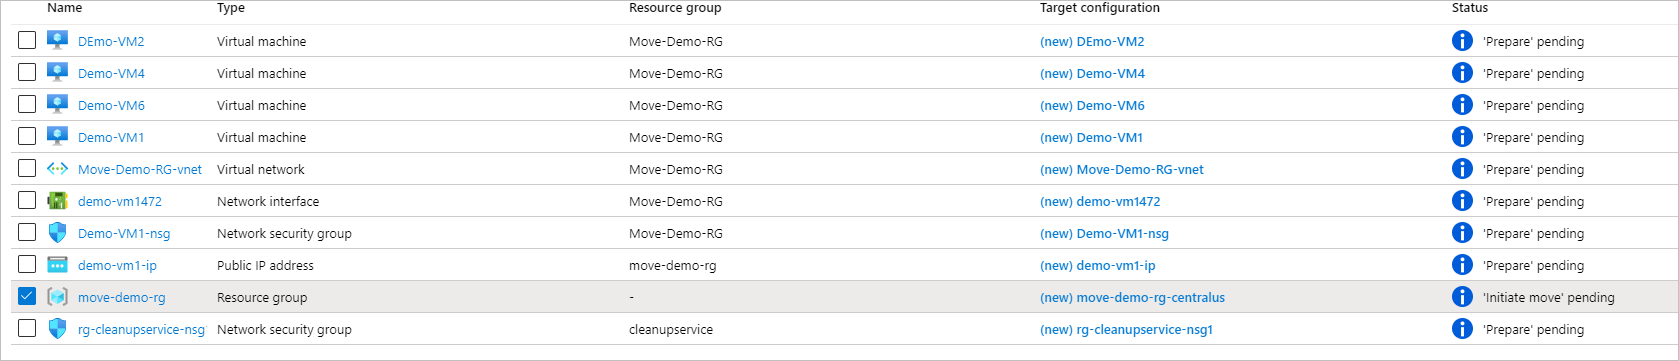 Name Type Resource group Target configuration Status
DEmo-VM2 Virtual machine Move-Demo-RG (new) DEmo-VM2 'Prepare' pending
Demo-VM4 Virtual machine Move-Demo-RG (new) Demo-VM4 'Prepare' pending
Demo-VM6 Virtual machine Move-Demo-RG (new) Demo-VM6 'Prepare' pending
Demo-VM1 Virtual machine Move-Demo-RG (new) Demo-VM1 'Prepare' pending
Move-Demo-RG-vnet Virtual network Move-Demo-RG (new) Move-Demo-RG-vnet 'Prepare' pending
demo-vm1472 Network interface Move-Demo-RG (new) demo-vm1472 'Prepare' pending
Demo-VM1-nsg Network security group Move-Demo-RG (new) Demo-VM1-nsg 'Prepare' pending
demo-vm1-ip Public IP address move-demo-rg (new) demo-vm1-ip 'Prepare' pending
move-demo-rg Resource group - (new) move-demo-rg-centralus 'Initiate move' pending
rg-cleanupservice-nsg Network security group cleanupservice (new) rg-cleanupservice-nsg1 'Prepare' pending